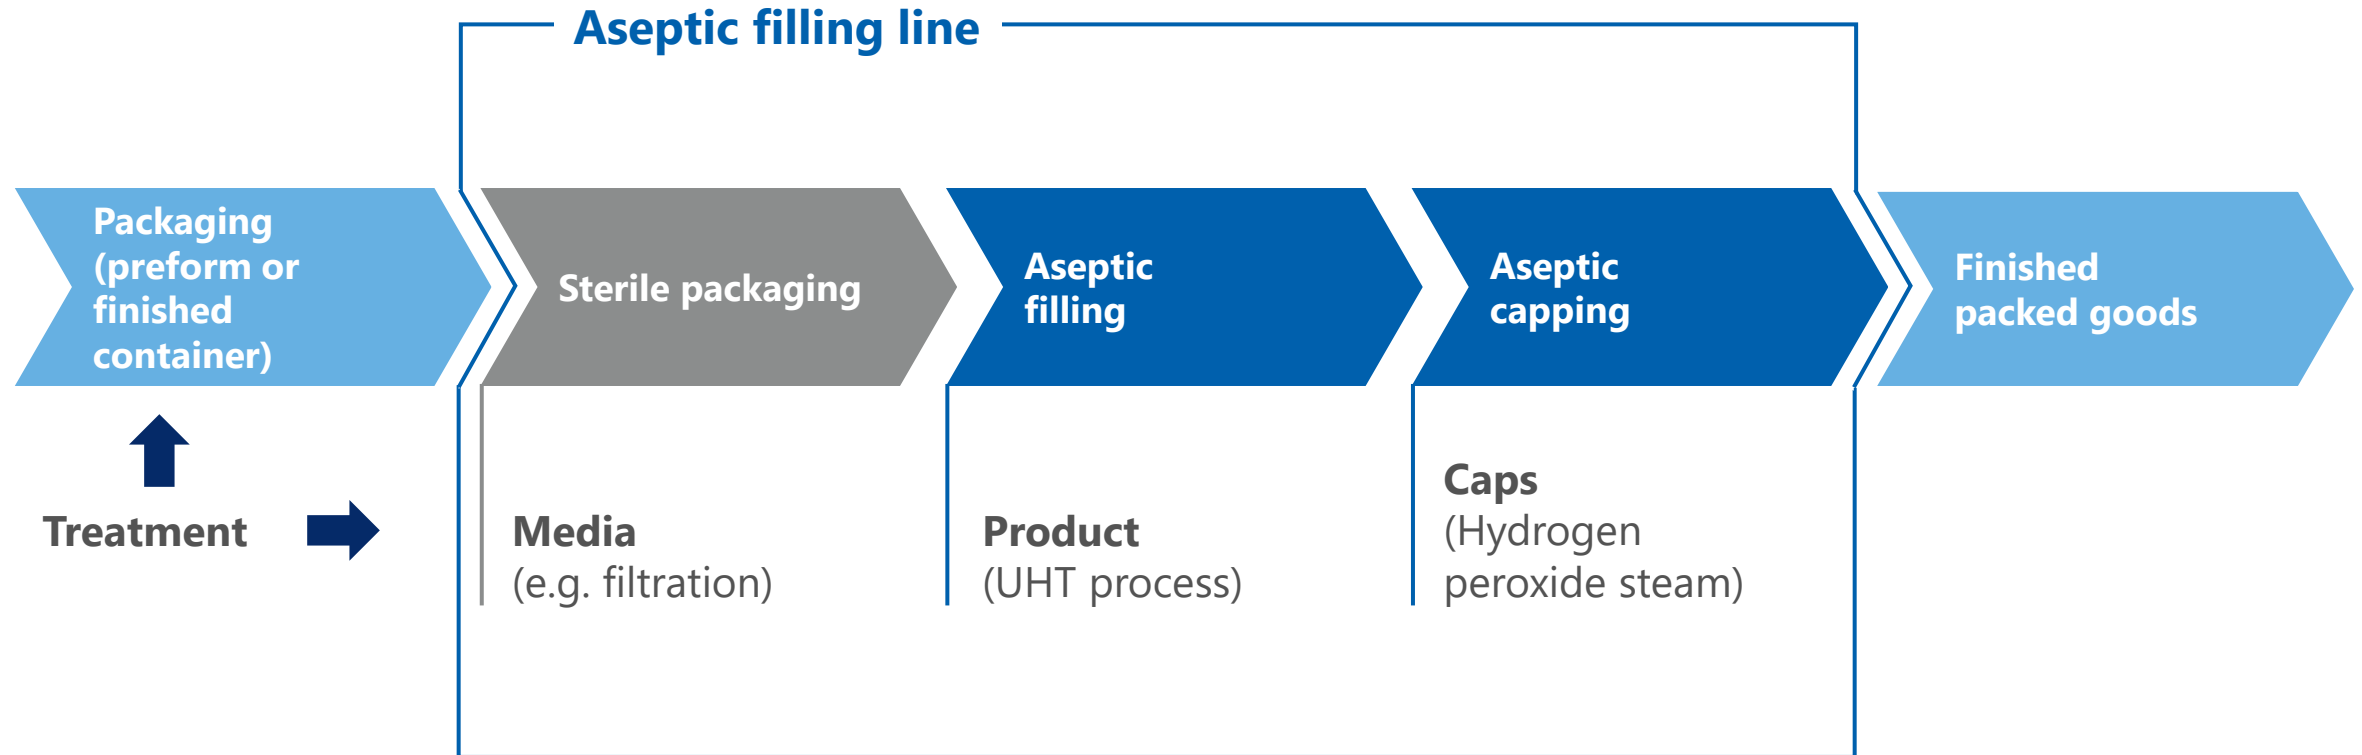 Aseptic filling line
Packaging
(preform or
finished
container)
Sterile packaging
Aseptic
filling
Aseptic
capping
Finished
packed goods
Treatment
Media
(e.g. filtration)
Product
(UHT process)
Caps
(Hydrogen
peroxide steam)